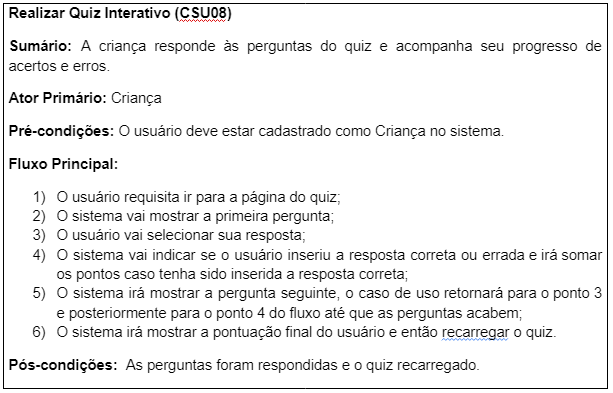 Realizar Quiz Interativo (CSU08)
Sumário: A criança responde às perguntas do quiz e acompanha seu progresso de
acertos e erros.
Ator Primário: Criança
Pré-condições: O usuário deve estar cadastrado como Criança no sistema.
Fluxo Principal:
1) O usuário requisita ir para a página do quiz;
2) O sistema vai mostrar a primeira pergunta;
3) O usuário vai selecionar sua resposta;
4) O sistema vai indicar se o usuário inseriu a resposta correta ou errada e irá somar
os pontos caso tenha sido inserida a resposta correta;
5) O sistema irá mostrar a pergunta seguinte, o caso de uso retornará para o ponto 3
e posteriormente para o ponto 4 do fluxo até que as perguntas acabem;
6) O sistema irá mostrar a pontuação final do usuário e então recarregar o quiz.
Pós-condições: As perguntas foram respondidas e o quiz recarregado.